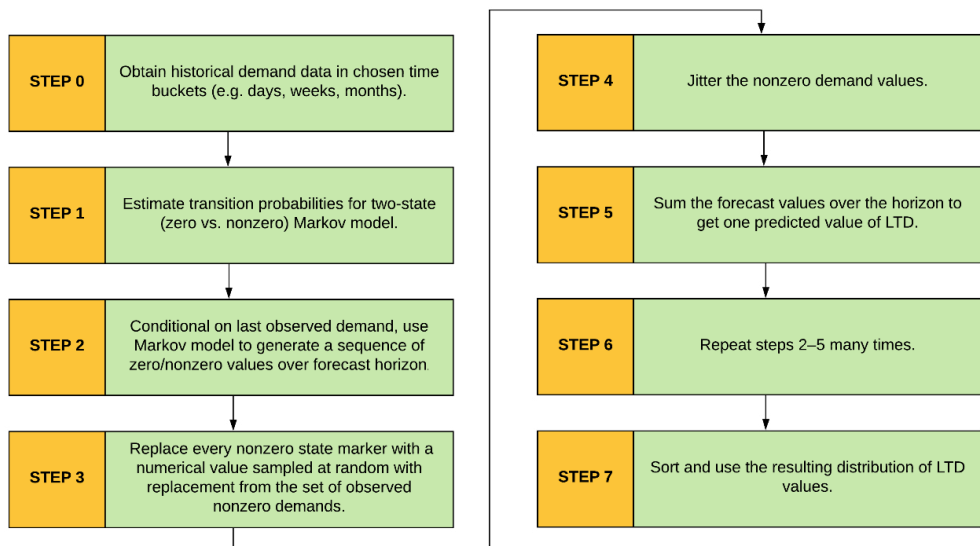 STEP 0
Obtain historical demand data in chosen time
buckets (e.g. days, weeks, months).
STEP 1
Estimate transition probabilities for two-state
(zero vs. nonzero) Markov model.
STEP 2
Conditional on last observed demand, use
Markov model to generate a sequence of
zero/nonzero values over forecast horizon.
STEP 3
Replace every nonzero state marker with a
numerical value sampled at random with
replacement from the set of observed
nonzero demands.
STEP 4
Jitter the nonzero demand values.
STEP 5
Sum the forecast values over the horizon to
get one predicted value of LTD.
STEP 6
Repeat steps 2–5 many times.
STEP 7
Sort and use the resulting distribution of LTD
values.